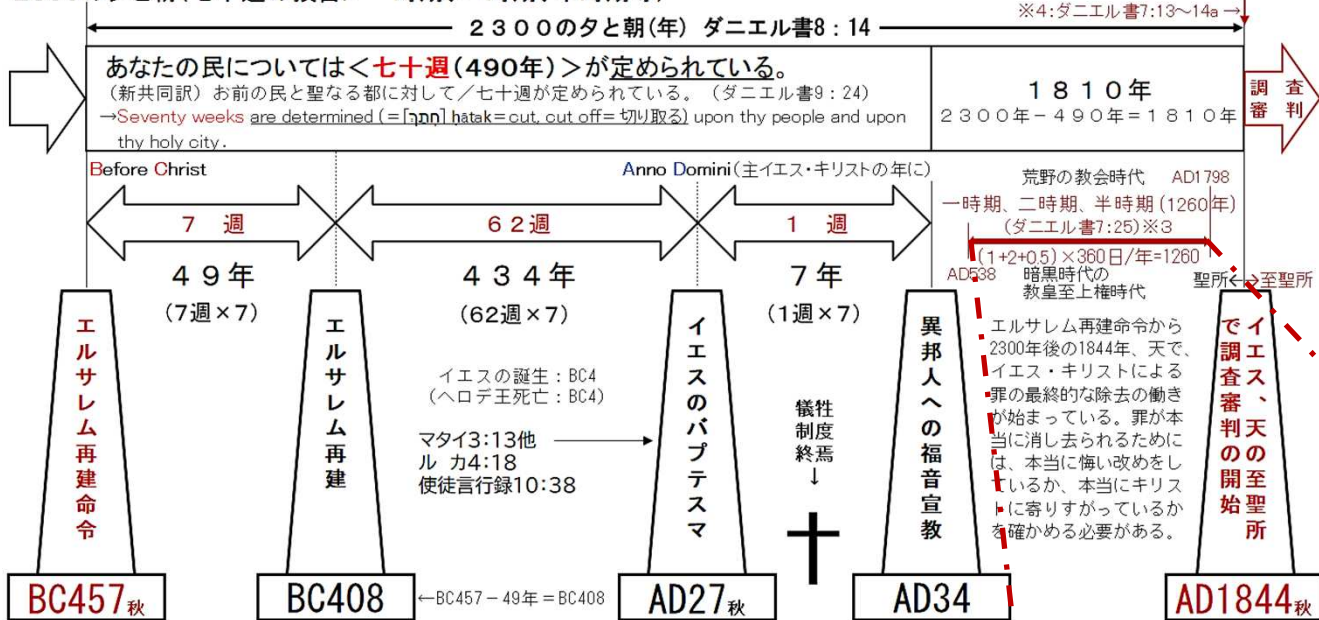 ※4:ダニエル書7:13～14a→
2300の夕と朝(年) ダニエル書8：14
あなたの民については＜七十週(490年)＞が定められている。
(新共同訳) お前の民と聖なる都に対して／七十週が定められている。 (ダニエル書9：24)
→Seventy weeks are determined (=「חָתַךְ」hatak=cut, cut off=切り取る) upon thy people and upon
thy holy city.
1810年
2300年－490年＝1810年
調査
審判
Before Christ
Anno Domini(主イエス・キリストの年に)
荒野の教会時代 AD1798
一時期、二時期、半時期(1260年)
(ダニエル書7:25)※3
(1+2+0.5)×360日/年=1260
AD538 暗黒時代の
教皇至上権時代
聖所←→至聖所
7 週
62週
1 週
49年
(7週×7)
434年
(62週×7)
7年
(1週×7)
エルサレム再建命令
エルサレム再建
イエスの誕生：BC4
(ヘロデ王死亡：BC4)
マタイ3:13他
ルカ4:18
使徒言行録10:38
イエスのバプテスマ
犠牲
制度
終焉
↓
異邦人への福音宣教
エルサレム再建命令から
2300年後の1844年、天で、
イエス・キリストによる
罪の最終的な除去の働き
が始まっている。罪が本
当に消し去られるために
は、本当に悔い改めをし
ているか、本当にキリス
トに寄りすがっているか
を確かめる必要がある。
イエス、天の至聖所
で調査審判の開始
BC457秋
BC408
←BC457－49年＝BC408
AD27秋
AD34
AD1844秋